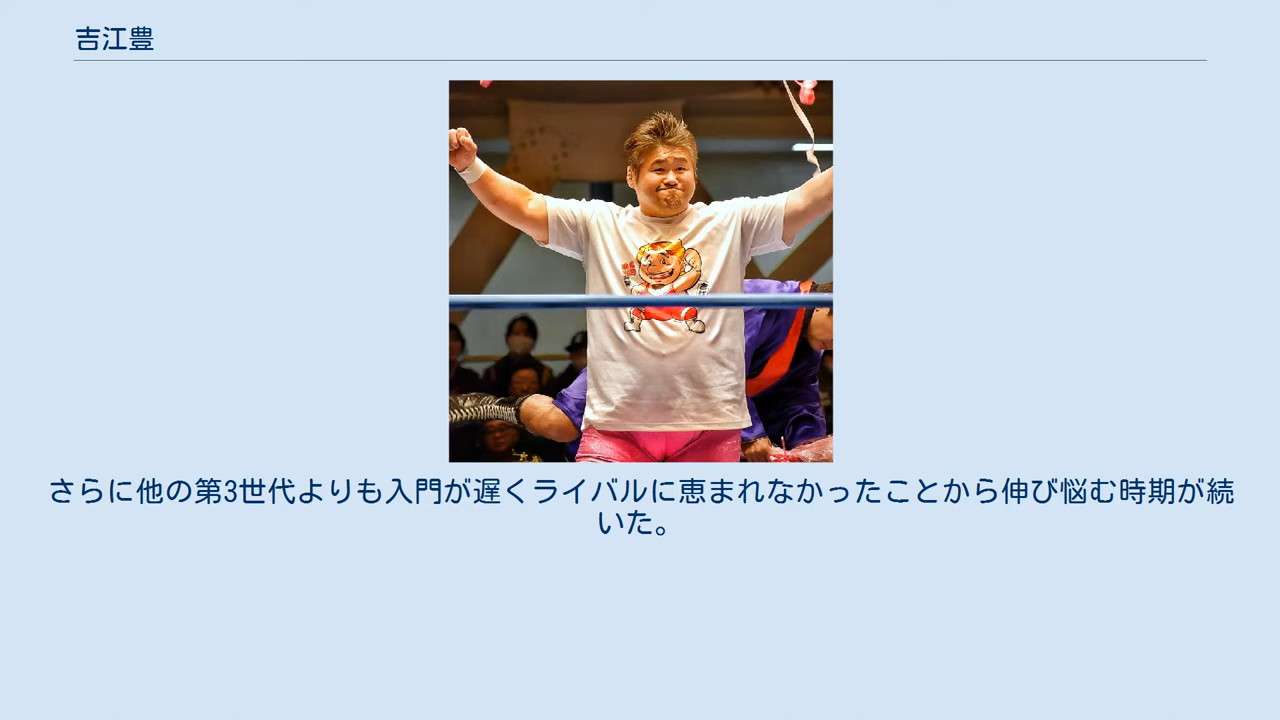 吉江豊
さらに他の第3世代よりも入門が遅くライバルに恵まれなかったことから伸び悩む時期が続
いた。